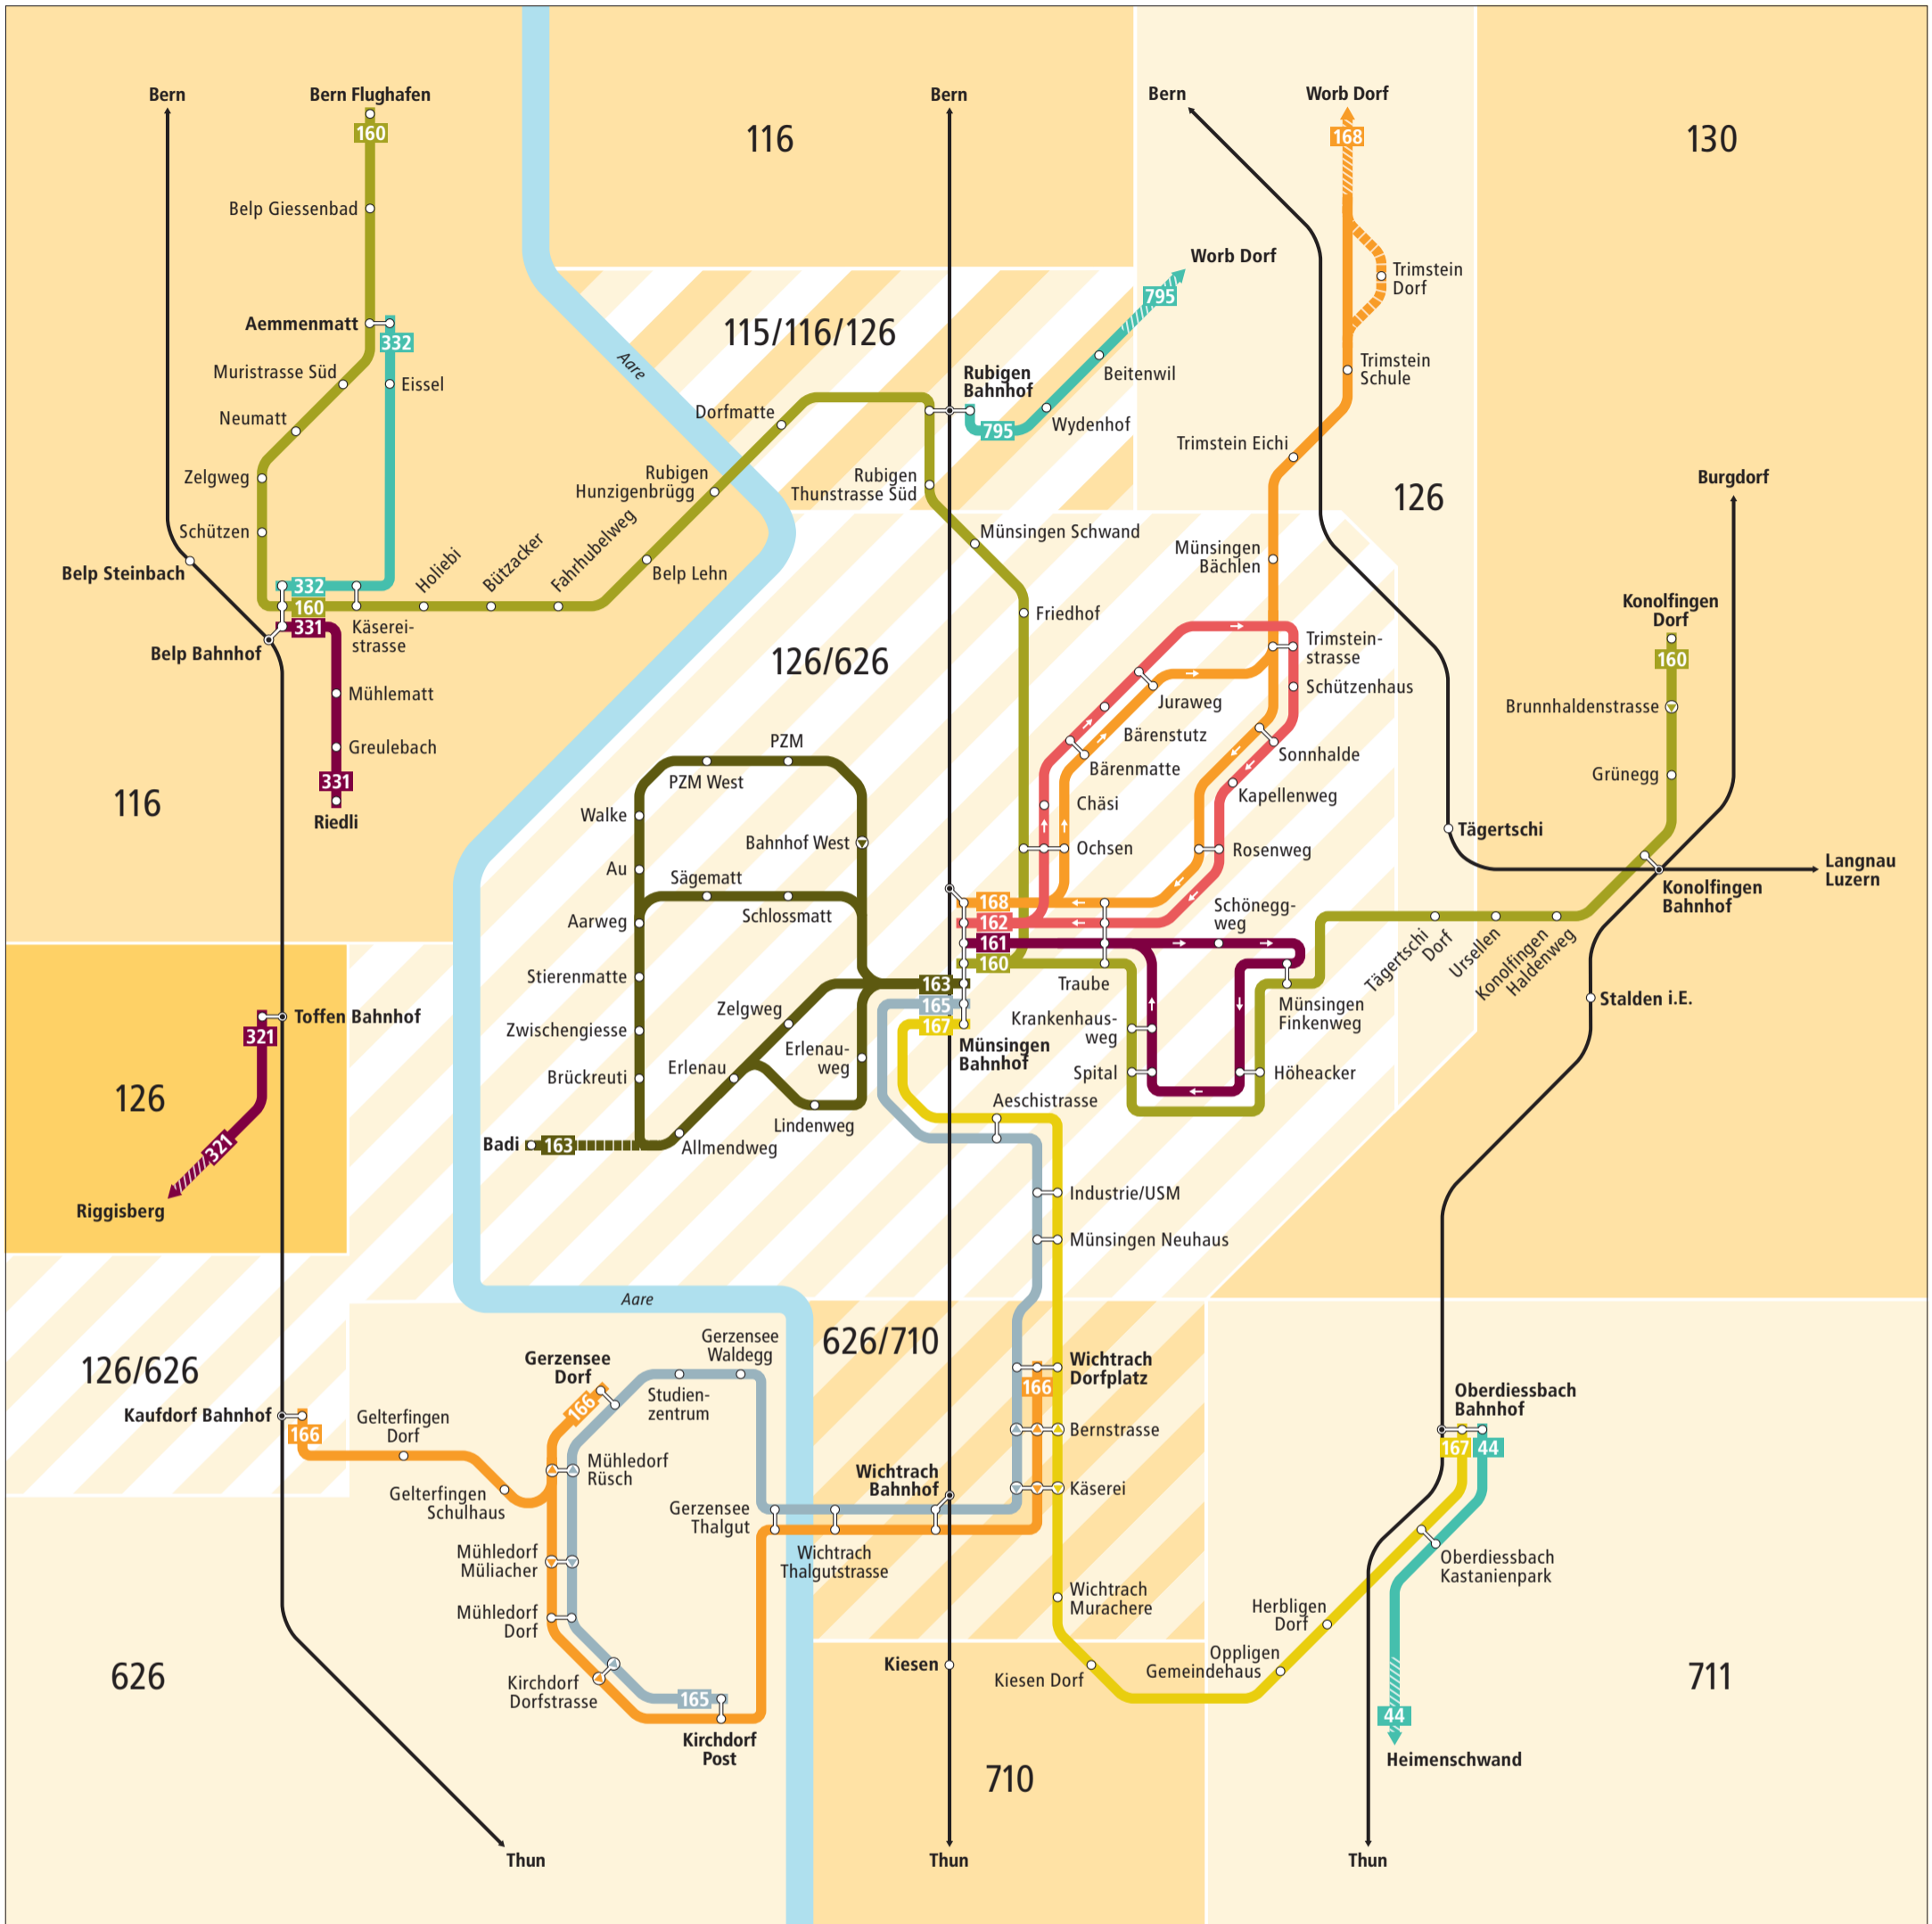 Bern
Bern Flughafen
160
Belp Giessenbad
Aemmenmatt
332
Muristrasse Süd
Eissel
Neumatt
Zelgweg
Schützen
Belp Steinbach
332
160
331
Belp Bahnhof
Käserei-
strasse
Holiebi
Bützacker
Fahrhubelweg
Belp Lehn
Mühlematt
Greulebach
331
Riedli
116
116
Bern
Bern
Worb Dorf
168
130
Aare
115/116/126
Worb Dorf
795
Rubigen
Bahnhof
Beitenwil
Wydenhof
795
Dorfmatte
Rubigen
Hunzigenbrügg
Rubigen
Thunstrasse Süd
Trimstein
Dorf
Trimstein
Schule
Trimstein Eichi
126
Burgdorf
Münsingen Schwand
Münsingen
Bächlen
Friedhof
126/626
Trimstein-
strasse
Schützenhaus
Juraweg
Bärenstutz
Bärenmatte
Sonnhalde
Chäsi
Kapellenweg
Ochsen
Rosenweg
Schönegg-
weg
Konolfingen
Dorf
160
Brunnhaldenstrasse
Grünegg
Tägertschi
Langnau
Luzern
Konolfingen
Bahnhof
Tägertschi
Dorf
Ursellen
Konolfingen
Haldenweg
Stalden i.E.
PZM
PZM West
Walke
Bahnhof West
Au
Sägematt
Schlossmatt
Aarweg
Stierenmatte
Zwischengiesse
Brückreuti
Zelgweg
Erlenau
Erlenau-
weg
Lindenweg
Allmendweg
Badi
163
168
162
161
160
163
165
167
Münsingen
Bahnhof
Traube
Krankenhaus-
weg
Spital
Münsingen
Finkenweg
Höheacker
Aeschistrasse
Industrie/USM
Münsingen Neuhaus
Toffen Bahnhof
321
126
321
Riggisberg
Aare
126/626
Kaufdorf Bahnhof
166
Gelterfingen
Dorf
Gelterfingen
Schulhaus
Gerzensee
Dorf
166
Gerzensee
Waldegg
Studien-
zentrum
Mühledorf
Rüsch
Mühledorf
Müliacher
Mühledorf
Dorf
Kirchdorf
Dorfstrasse
165
Kirchdorf
Post
Gerzensee
Thalgut
Wichtrach
Thalgutstrasse
Wichtrach
Bahnhof
626/710
Wichtrach
Dorfplatz
166
Bernstrasse
Käserei
Wichtrach
Murachere
Kiesen
Kiesen Dorf
Oppligen
Gemeindehaus
Herbligen
Dorf
Oberdiessbach
Bahnhof
167
44
Oberdiessbach
Kastanienpark
44
Heimenschwand
626
710
711
Thun
Thun
Thun